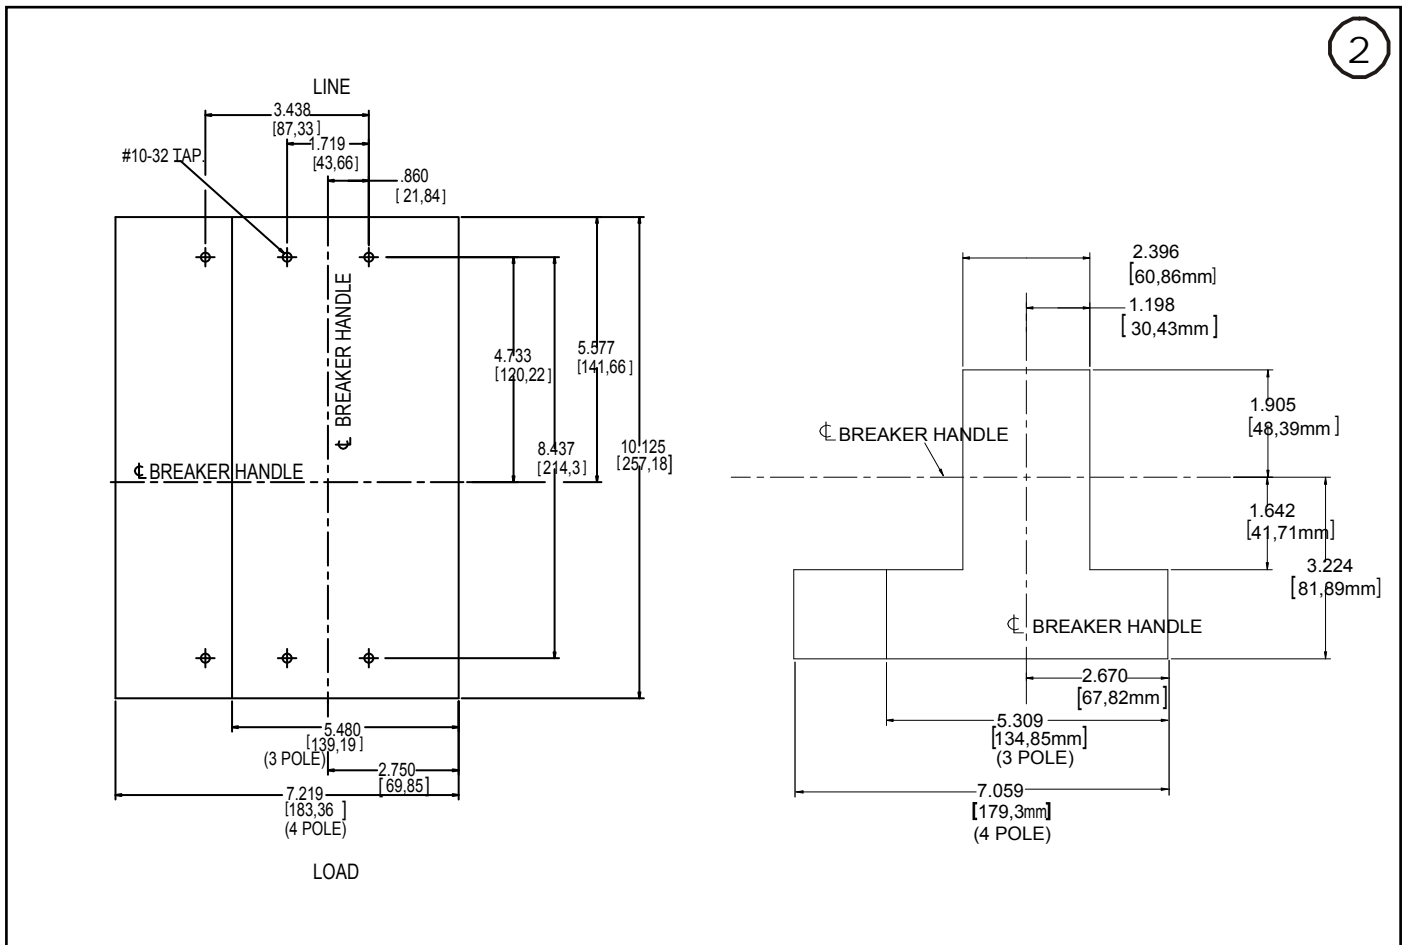 2
LINE
3.438
[87,33]
1.719
[43,66]
.860
[21,84]
#10-32 TAP.
℄ BREAKER HANDLE
℄ BREAKER HANDLE
4.733
[120,22]
5.577
[141,66]
8.437
[214,3]
10.125
[257,18]
5.480
[139,19]
(3 POLE)
2.750
[69,85]
7.219
[183,36]
(4 POLE)
LOAD
2.396
[60,86mm]
1.198
[30,43mm]
℄ BREAKER HANDLE
1.905
[48,39mm]
1.642
[41,71mm]
3.224
[81,89mm]
℄ BREAKER HANDLE
2.670
[67,82mm]
5.309
[134,85mm]
(3 POLE)
7.059
[179,3mm]
(4 POLE)